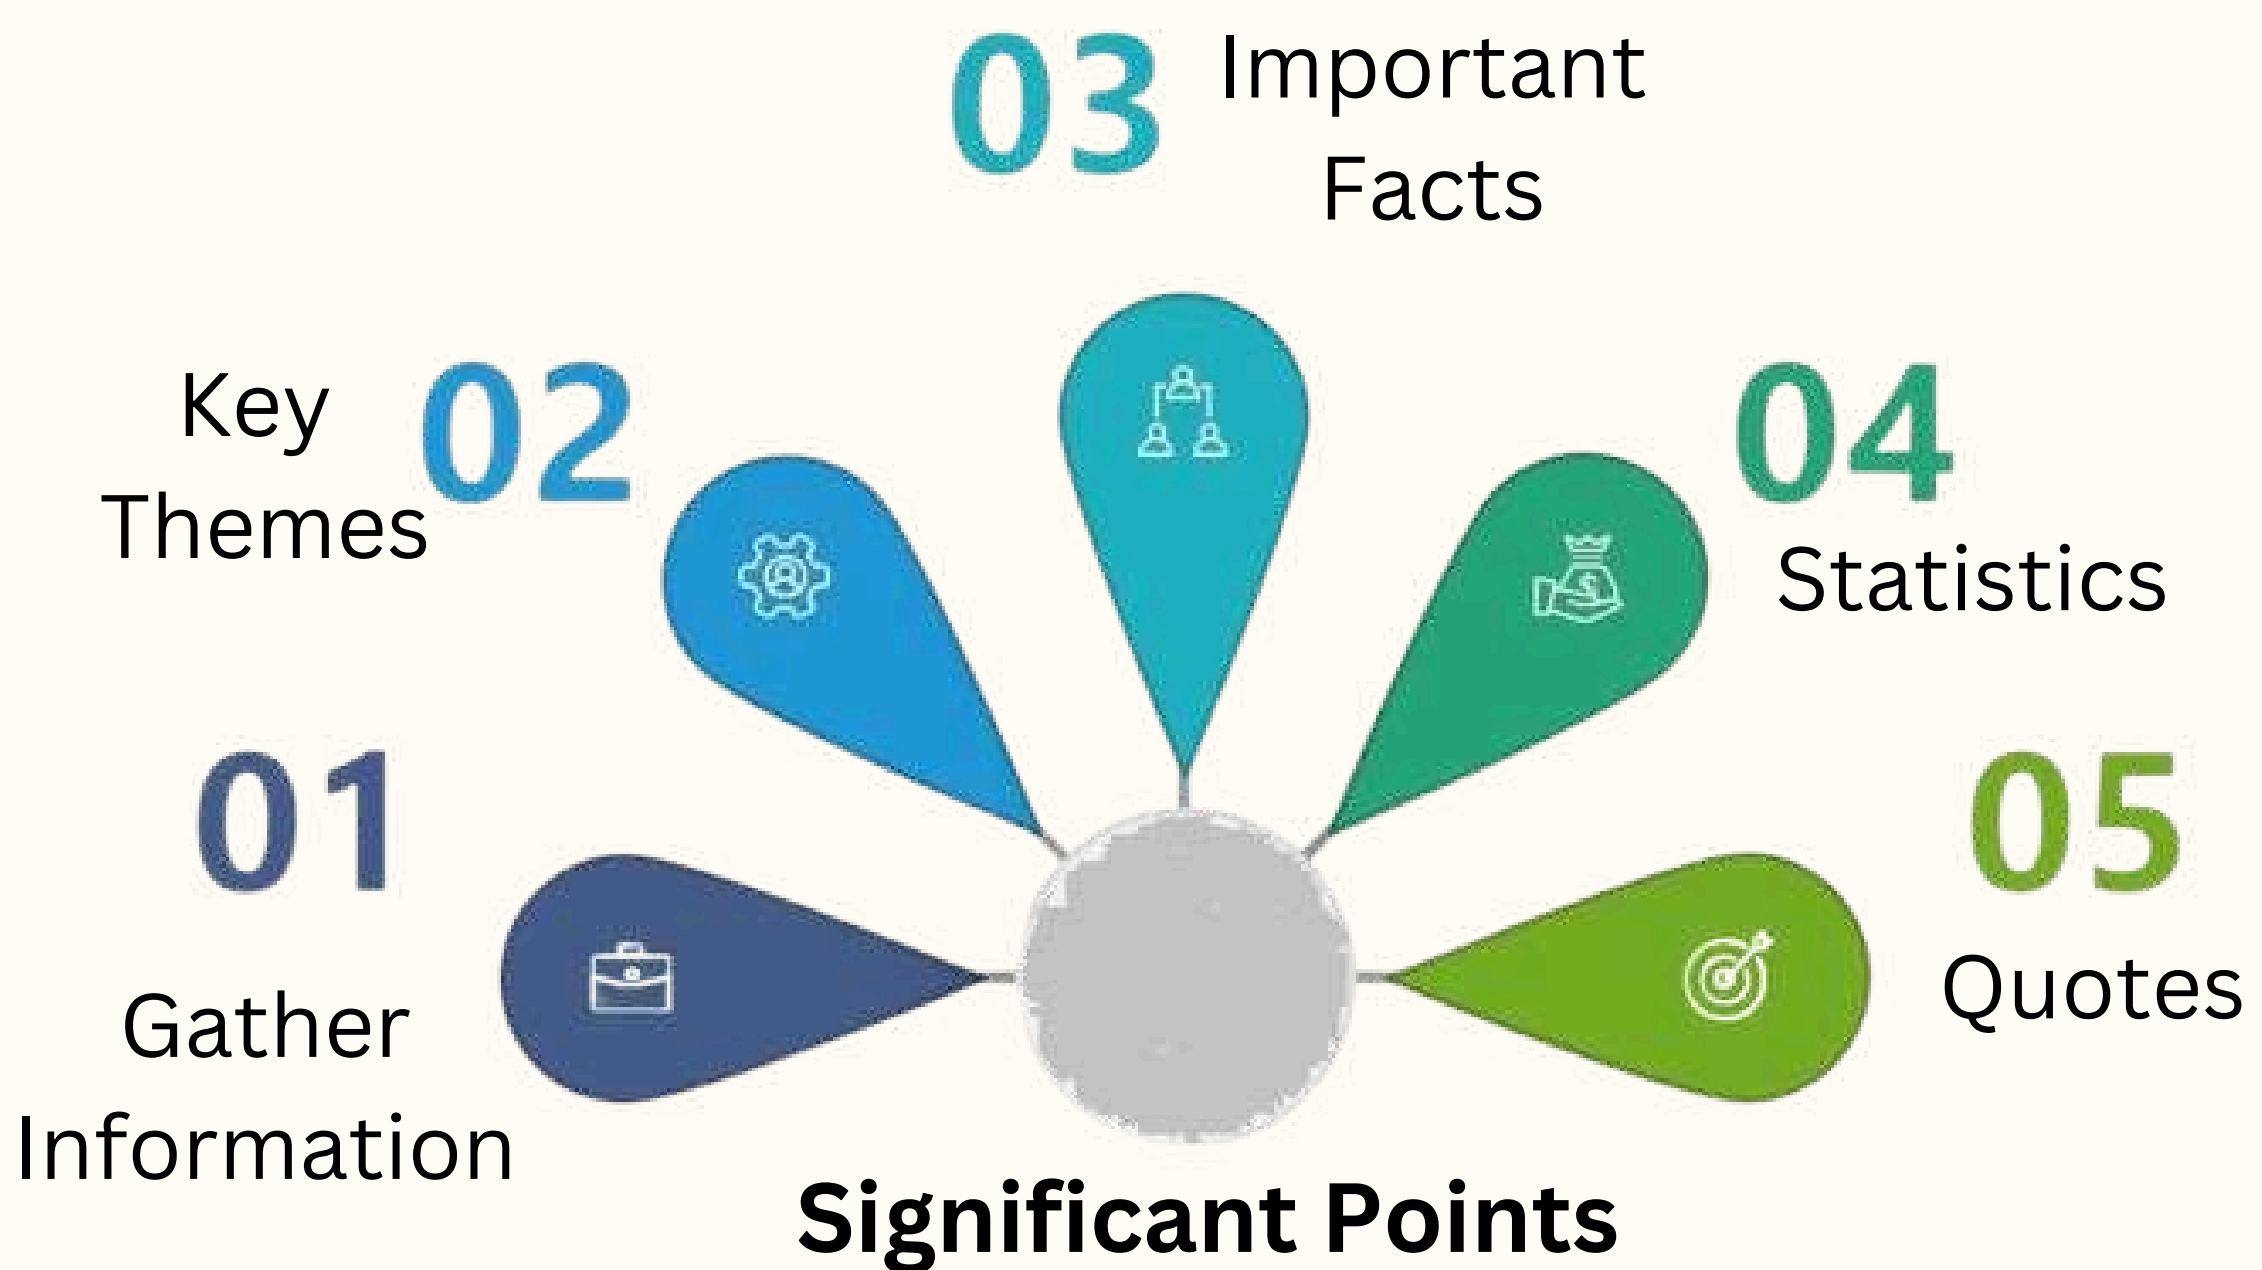 03 Important
Facts
Key 02
Themes
04
Statistics
01
Gather
Information
05
Quotes
$
Significant Points